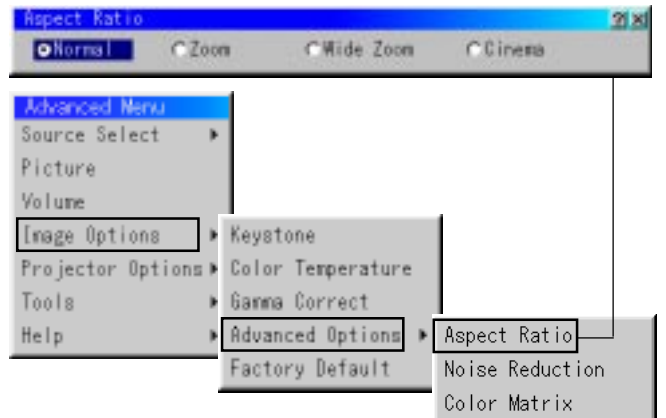 Aspect Ratio
Normal Zoom Wide Zoom Cinema
Advanced Menu
Source Select
Picture
Volume
Image Options
Projector Options
Tools
Help
Keystone
Color Temperature
Gamma Correct
Advanced Options
Factory Default
Aspect Ratio
Noise Reduction
Color Matrix